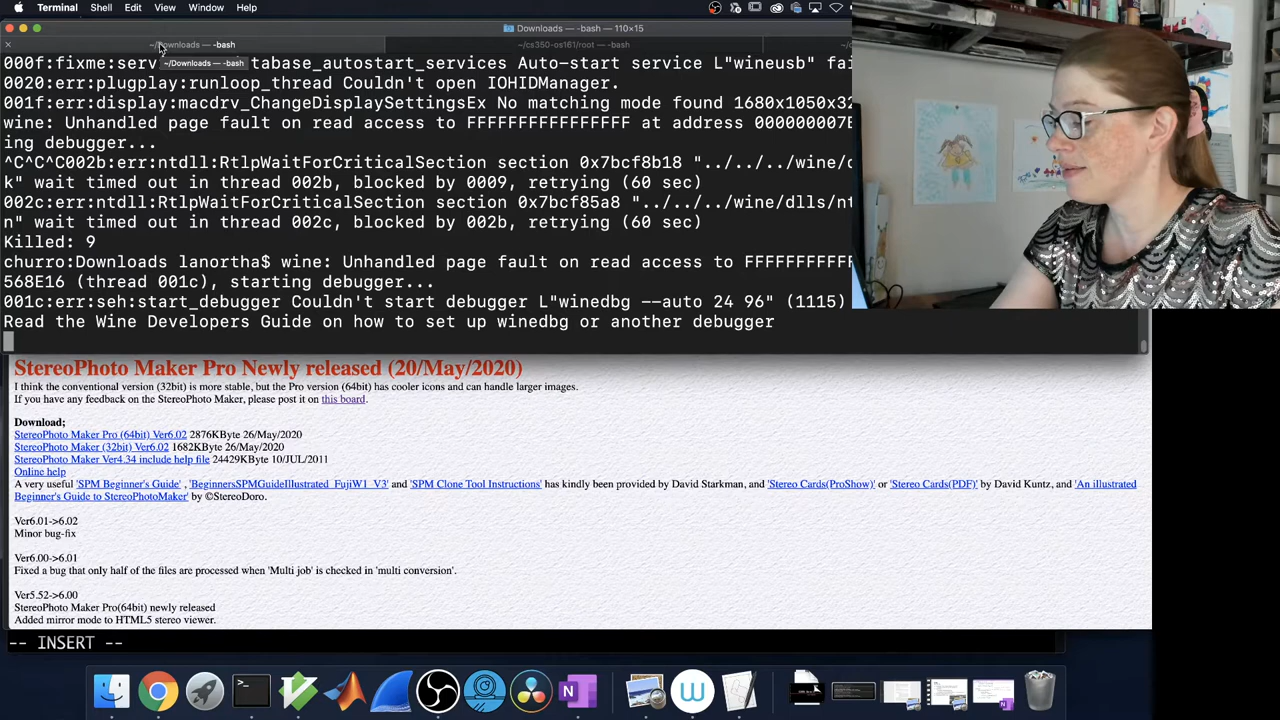 Terminal Shell Edit View Window Help
Downloads — -bash — 110×15
~/Downloads — -bash
~/cs350-os161/root — -bash
~/Downloads — -bash
000f:fixme:serv tabase_autostart_services Auto-start service L"wineusb" fai
0020:err:plugplay:runloop_thread Couldn't open IOHIDManager.
001f:err:display:macdrv_ChangeDisplaySettingsEx No matching mode found 1680x1050x32
wine: Unhandled page fault on read access to FFFFFFFFFFFFFFFF at address 000000007B
ing debugger...
^C^C^C002b:err:ntdll:RtlpWaitForCriticalSection section 0x7bcf8b18 "../../../wine/d
k" wait timed out in thread 002b, blocked by 0009, retrying (60 sec)
002c:err:ntdll:RtlpWaitForCriticalSection section 0x7bcf85a8 "../../../wine/dlls/nt
n" wait timed out in thread 002c, blocked by 002b, retrying (60 sec)
Killed: 9
churro:Downloads lanortha$ wine: Unhandled page fault on read access to FFFFFFFFFFF
568E16 (thread 001c), starting debugger...
001c:err:seh:start_debugger Couldn't start debugger L"winedbg --auto 24 96" (1115)
Read the Wine Developers Guide on how to set up winedbg or another debugger
StereoPhoto Maker Pro Newly released (20/May/2020)
I think the conventional version (32bit) is more stable, but the Pro version (64bit) has cooler icons and can handle larger images.
If you have any feedback on the StereoPhoto Maker, please post it on this board.
Download;
StereoPhoto Maker Pro (64bit) Ver6.02 2876KByte 26/May/2020
StereoPhoto Maker (32bit) Ver6.02 1682KByte 26/May/2020
StereoPhoto Maker Ver4.34 include help file 24429KByte 10/JUL/2011
Online help
A very useful 'SPM Beginner's Guide' , 'BeginnersSPMGuideIllustrated_FujiW1_V3' and 'SPM Clone Tool Instructions' has kindly been provided by David Starkman, and 'Stereo Cards(ProShow)' or 'Stereo Cards(PDF)' by David Kuntz, and 'An illustrated
Beginner's Guide to StereoPhotoMaker' by ©StereoDoro.
Ver6.01->6.02
Minor bug-fix
Ver6.00->6.01
Fixed a bug that only half of the files are processed when 'Multi job' is checked in 'multi conversion'.
Ver5.52->6.00
StereoPhoto Maker Pro(64bit) newly released
Added mirror mode to HTML5 stereo viewer.
-- INSERT --